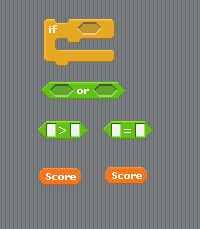 if
or
> =
Score Score